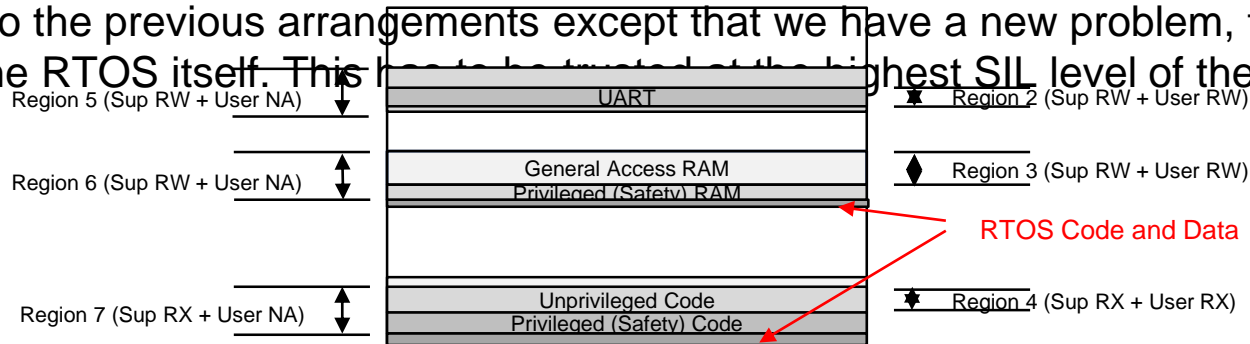 o the previous arrangements except that we have a new problem,
ne RTOS itself. This has to be trusted at the highest SIL level of the
Region 5 (Sup RW + User NA)
UART
Region 2 (Sup RW + User RW)
General Access RAM
Region 3 (Sup RW + User RW)
Region 6 (Sup RW + User NA)
Privileged (Safety) RAM
RTOS Code and Data
Unprivileged Code
Region 4 (Sup RX + User RX)
Region 7 (Sup RX + User NA)
Privileged (Safety) Code